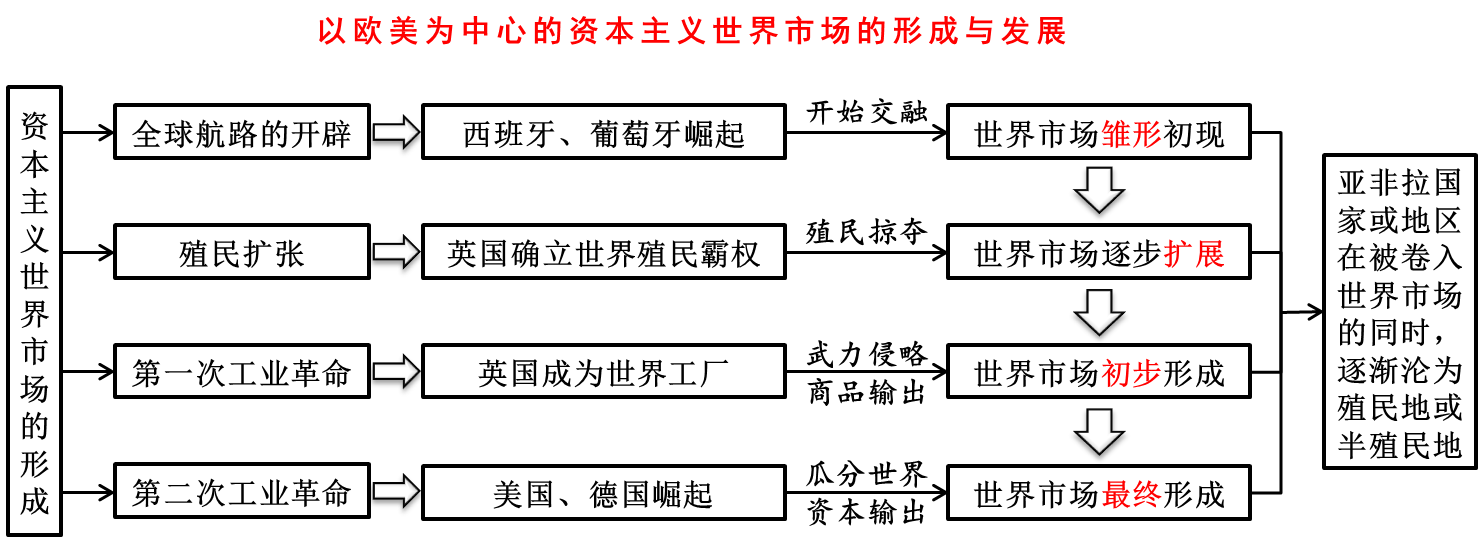 以欧美为中心的资本主义世界市场的形成与发展
资本主义世界市场的形成
全球航路的开辟
西班牙、葡萄牙崛起
开始交融
世界市场雏形初现
殖民扩张
英国确立世界殖民霸权
殖民掠夺
世界市场逐步扩展
第一次工业革命
英国成为世界工厂
武力侵略
商品输出
世界市场初步形成
第二次工业革命
美国、德国崛起
瓜分世界
资本输出
世界市场最终形成
亚非拉国
家或地区
在被卷入
世界市场
的同时，
逐渐沦为
殖民地或
半殖民地